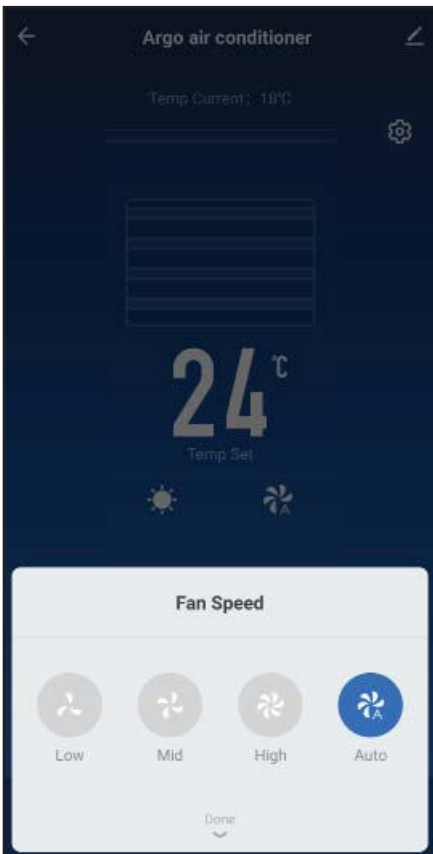 Argo air conditioner
Temp Current: 18℃
24℃
Temp Set
A
Fan Speed
A
Low Mid High Auto
Done